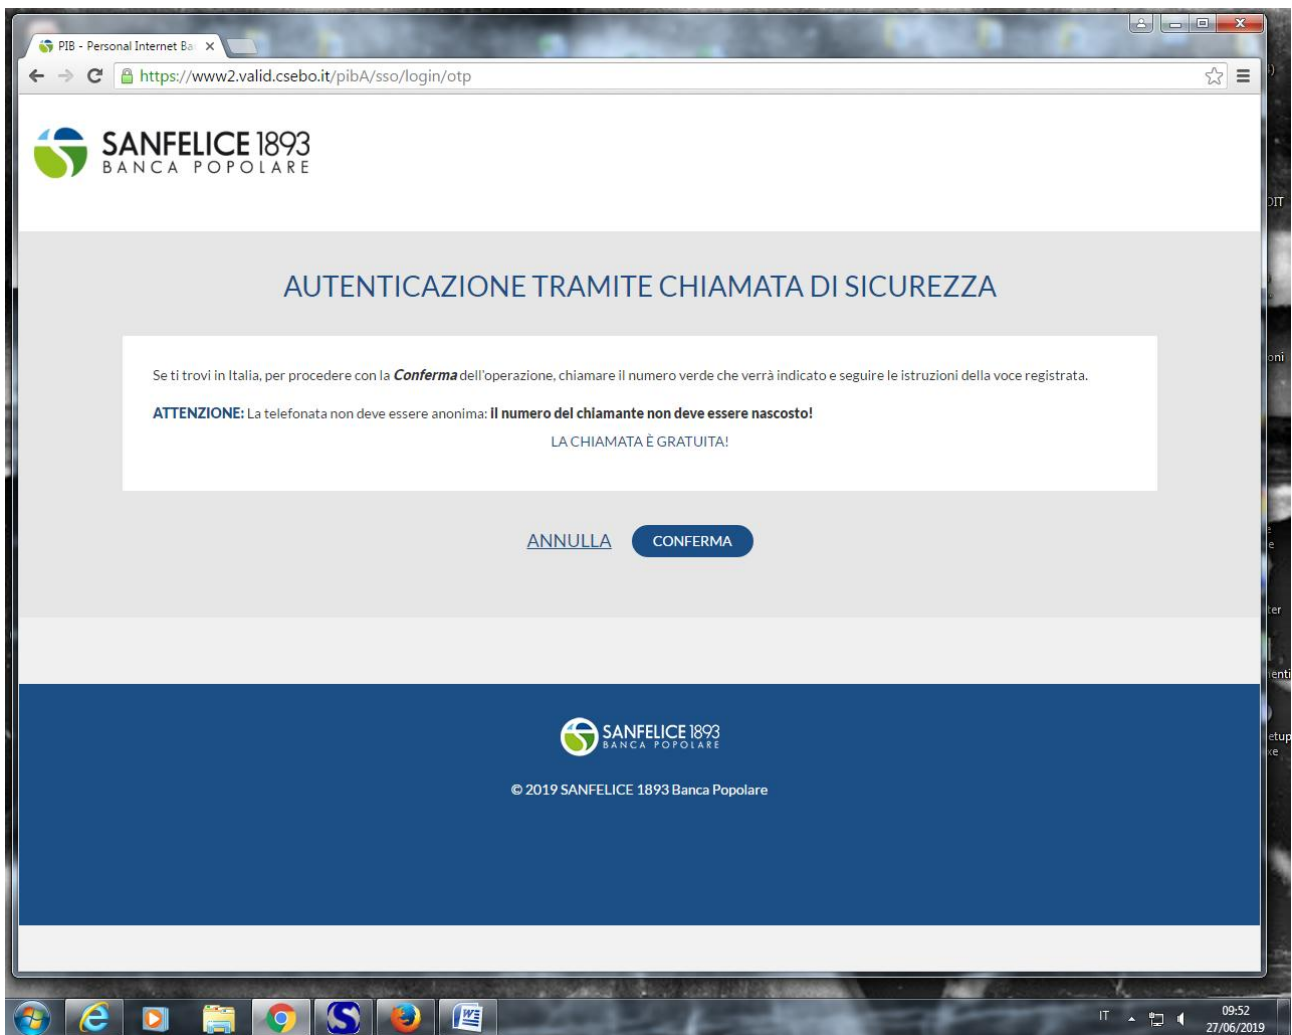 PIB - Personal Internet Ba
https://www2.valid.csebo.it/pibA/sso/login/otp
SANFELICE 1893
BANCA POPOLARE
AUTENTICAZIONE TRAMITE CHIAMATA DI SICUREZZA
Se ti trovi in Italia, per procedere con la Conferma dell'operazione, chiamare il numero verde che verrà indicato e seguire le istruzioni della voce registrata.
ATTENZIONE: La telefonata non deve essere anonima: il numero del chiamante non deve essere nascosto!
LA CHIAMATA È GRATUITA!
ANNULLA CONFERMA
SANFELICE 1893
BANCA POPOLARE
© 2019 SANFELICE 1893 Banca Popolare
IT 09:52
27/06/2019